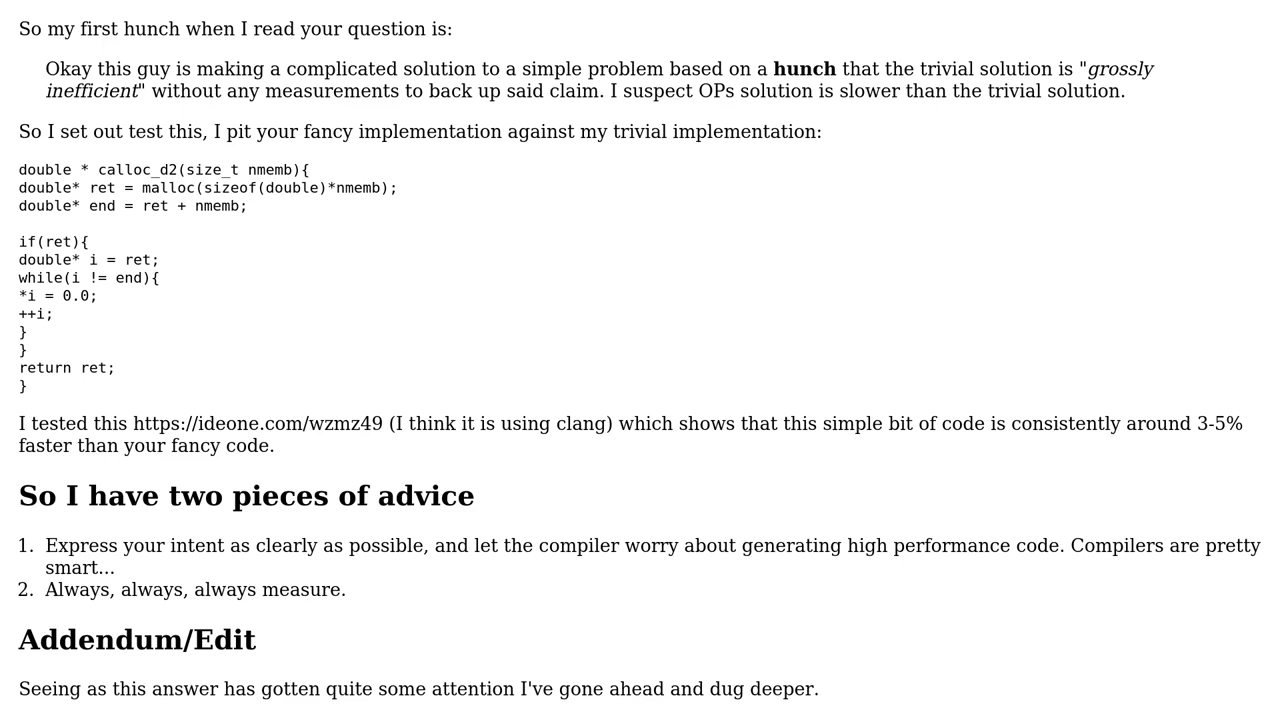 So my first hunch when I read your question is:
Okay this guy is making a complicated solution to a simple problem based on a hunch that the trivial solution is "grossly
inefficient" without any measurements to back up said claim. I suspect OPs solution is slower than the trivial solution.
So I set out test this, I pit your fancy implementation against my trivial implementation:
double * calloc_d2(size_t nmemb){
double* ret = malloc(sizeof(double)*nmemb);
double* end = ret + nmemb;
if(ret){
double* i = ret;
while(i != end){
*i = 0.0;
++i;
}
}
return ret;
}
I tested this https://ideone.com/wzmz49 (I think it is using clang) which shows that this simple bit of code is consistently around 3-5%
faster than your fancy code.
So I have two pieces of advice
1. Express your intent as clearly as possible, and let the compiler worry about generating high performance code. Compilers are pretty
smart...
2. Always, always, always measure.
Addendum/Edit
Seeing as this answer has gotten quite some attention I've gone ahead and dug deeper.